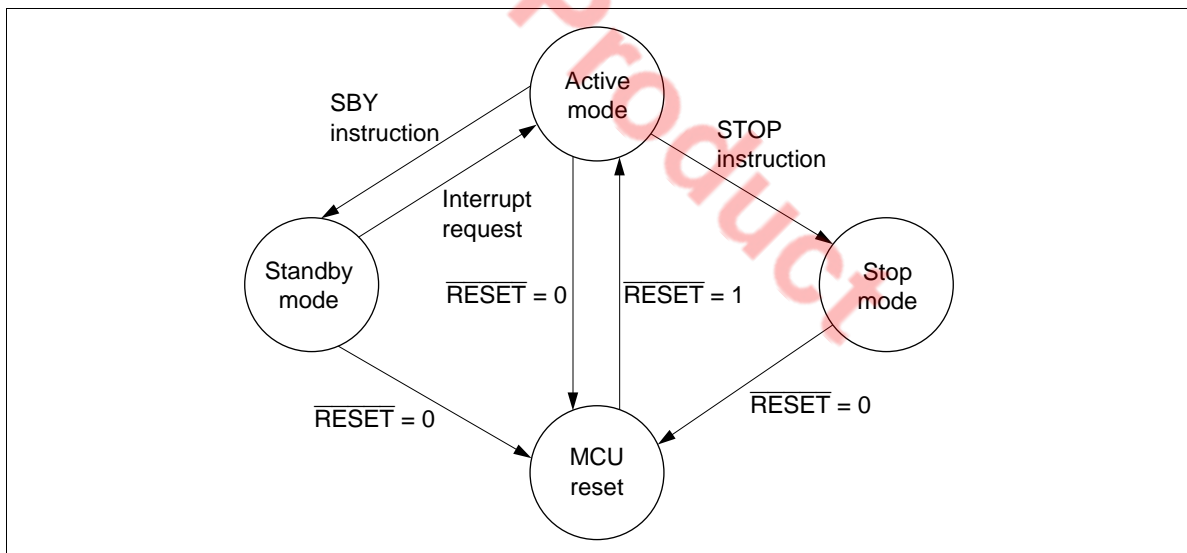 Active
mode
SBY
instruction
STOP
instruction
Interrupt
request
Standby
mode
Stop
mode
RESET = 0
RESET = 1
RESET = 0
RESET = 0
MCU
reset
Product